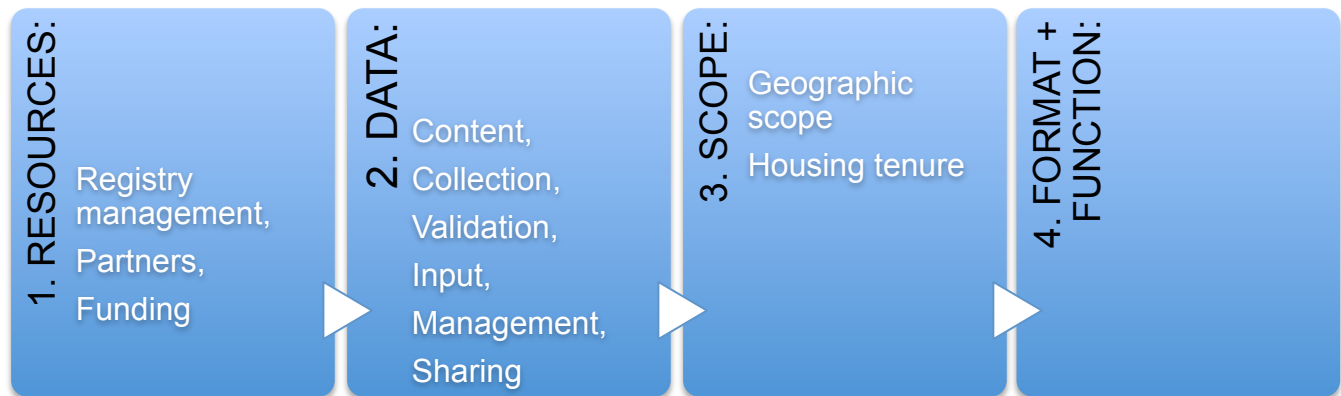 1. RESOURCES:
Registry
management,
Partners,
Funding
2. DATA:
Content,
Collection,
Validation,
Input,
Management,
Sharing
3. SCOPE:
Geographic
scope
Housing tenure
4. FORMAT +
FUNCTION: